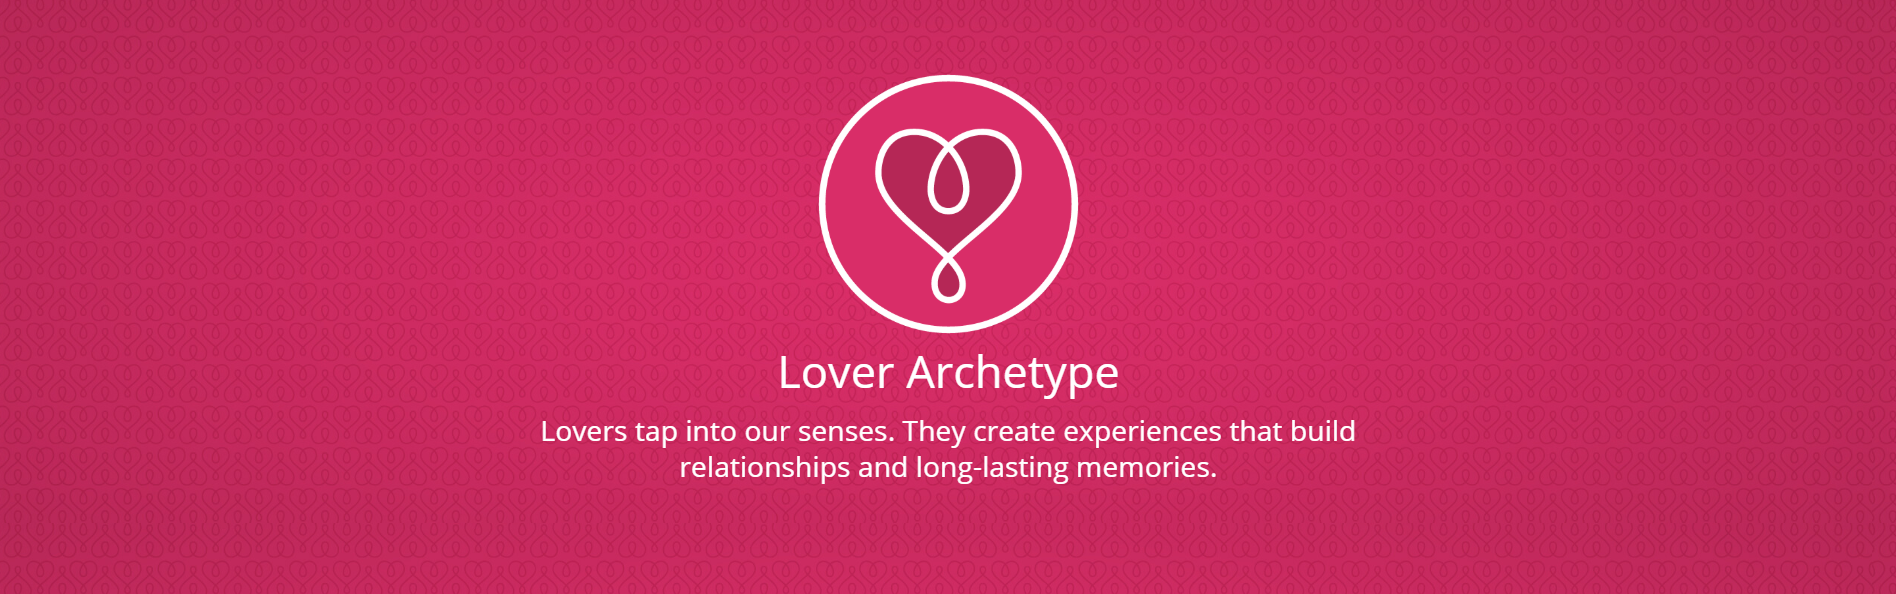 Lover Archetype
Lovers tap into our senses. They create experiences that build
relationships and long-lasting memories.